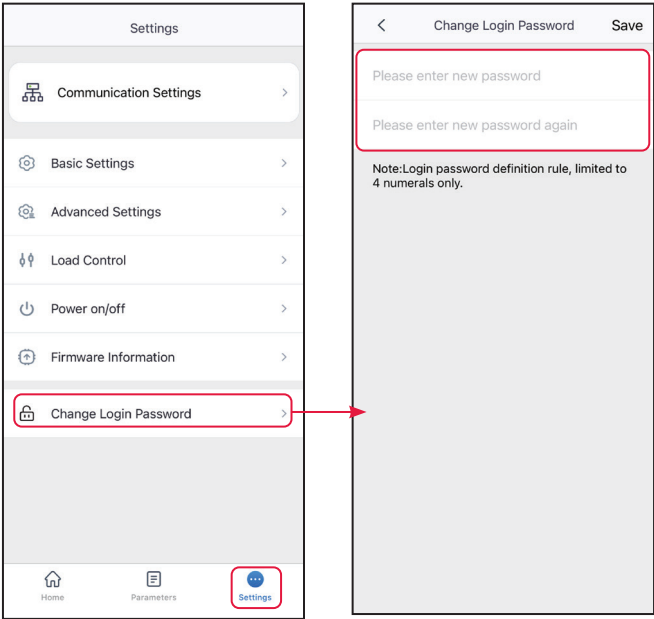 Settings
Communication Settings
Basic Settings
Advanced Settings
Load Control
Power on/off
Firmware Information
Change Login Password
Home
Parameters
Settings
Change Login Password
Save
Please enter new password
Please enter new password again
Note:Login password definition rule, limited to
4 numerals only.